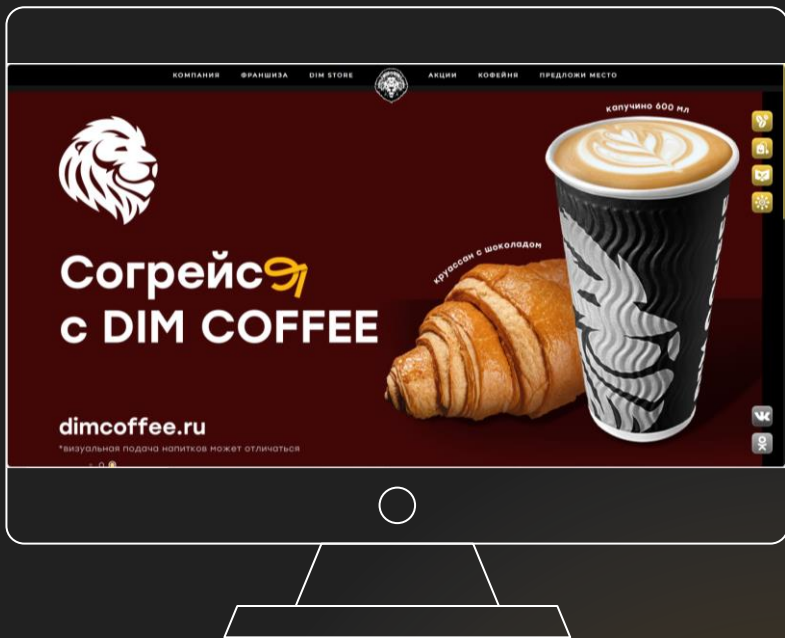 КОМПАНИЯ ФРАНШИЗА DIM STORE АКЦИИ КОФЕЙНЯ ПРЕДЛОЖИ МЕСТО
капучино 600 мл
круассан с шоколадом
Согрейся
с DIM COFFEE
dimcoffee.ru
*визуальная подача напитков может отличаться